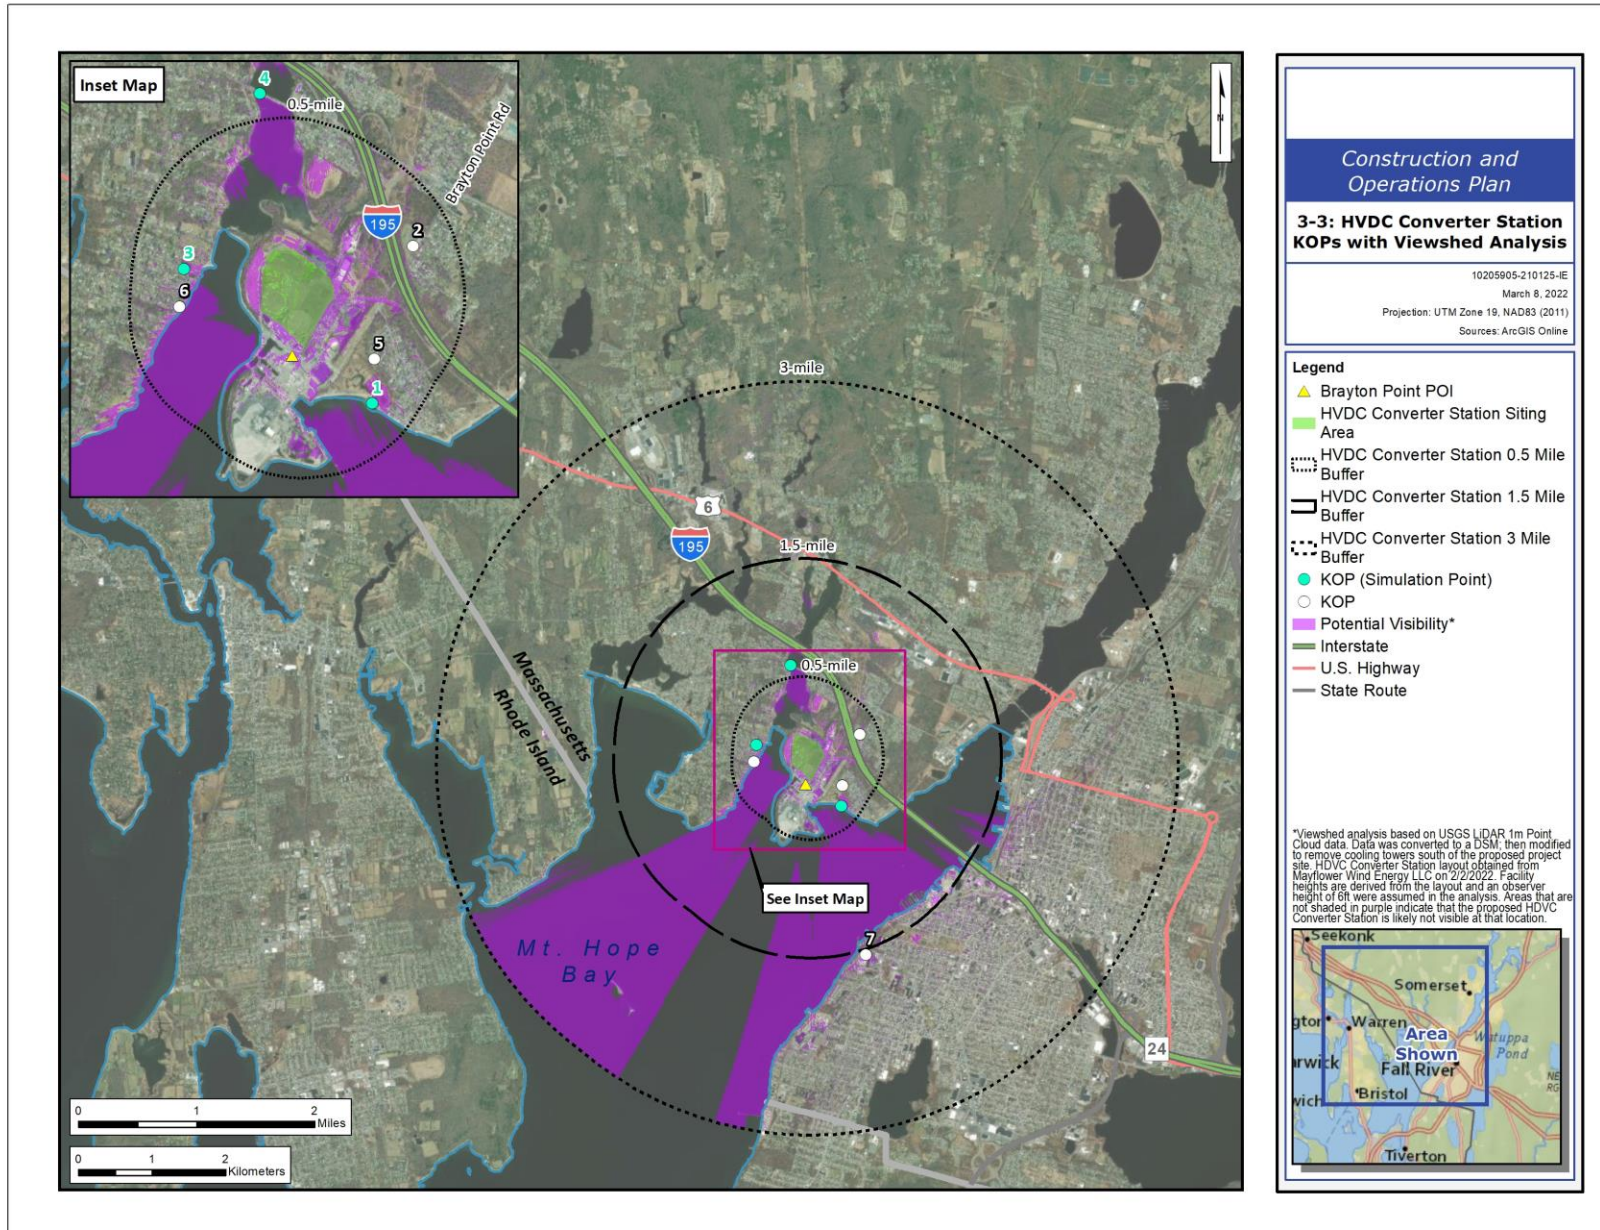 Inset Map
4
0.5-mile
Brayton Point Rd
195
2
3
6
5
1
N
3-mile
6
195
1.5-mile
0.5-mile
Massachusetts
Rhode Island
See Inset Map
Mt. Hope
Bay
7
24
0 1 2
Miles
0 1 2
Kilometers
Construction and
Operations Plan
3-3: HVDC Converter Station
KOPs with Viewshed Analysis
10205905-210125-IE
March 8, 2022
Projection: UTM Zone 19, NAD83 (2011)
Sources: ArcGIS Online
Legend
Brayton Point POI
HVDC Converter Station Siting
Area
HVDC Converter Station 0.5 Mile
Buffer
HVDC Converter Station 1.5 Mile
Buffer
HVDC Converter Station 3 Mile
Buffer
KOP (Simulation Point)
KOP
Potential Visibility*
Interstate
U.S. Highway
State Route
*Viewshed analysis based on USGS LiDAR 1m Point
Cloud data. Data was converted to a DSM; then modified
to remove cooling towers south of the proposed project
site. HDVC Converter Station layout obtained from
Mayflower Wind Energy LLC on 2/2/2022. Facility
heights are derived from the layout and an observer
height of 6ft were assumed in the analysis. Areas that are
not shaded in purple indicate that the proposed HDVC
Converter Station is likely not visible at that location.
Seekonk
Somerset
gton
Warren
Area
Shown
Watuppa
Pond
arwick
Fall River
NE
RG
wich
Bristol
Tiverton